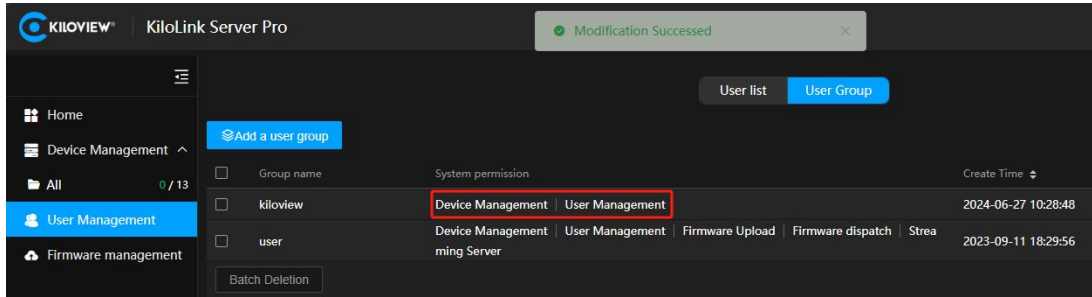 KILOVIEW® KiloLink Server Pro
Modification Successed
User list User Group
Home
Add a user group
Device Management
Group name System permission Create Time
All 0 / 13
kiloview Device Management User Management 2024-06-27 10:28:48
User Management
user Device Management User Management Firmware Upload Firmware dispatch Strea
ming Server 2023-09-11 18:29:56
Firmware management
Batch Deletion